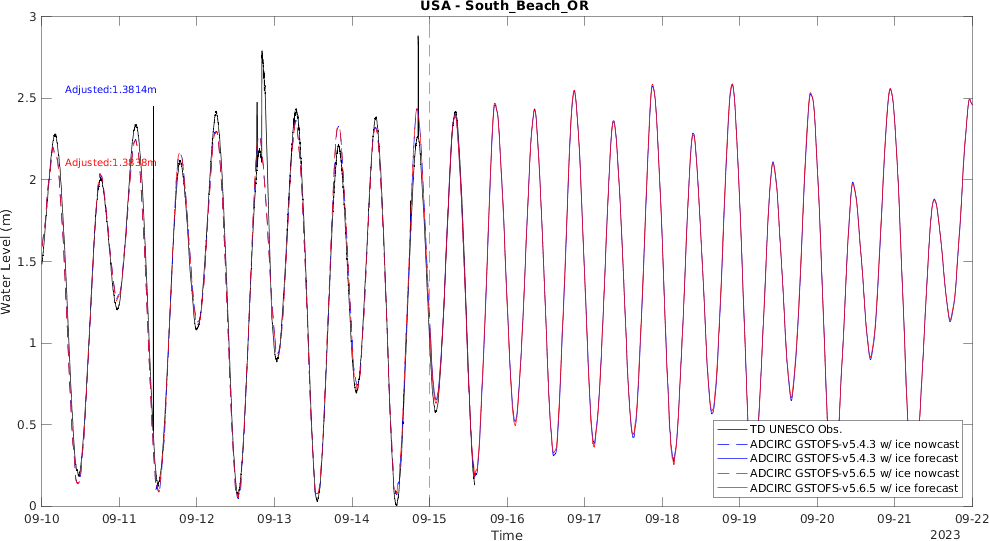 USA - South_Beach_OR
3
2.5
2
1.5
1
0.5
0
Water Level (m)
Adjusted:1.3814m
Adjusted:1.3838m
TD UNESCO Obs.
ADCIRC GSTOFS-v5.4.3 w/ ice nowcast
ADCIRC GSTOFS-v5.4.3 w/ ice forecast
ADCIRC GSTOFS-v5.6.5 w/ ice nowcast
ADCIRC GSTOFS-v5.6.5 w/ ice forecast
09-10 09-11 09-12 09-13 09-14 09-15 09-16 09-17 09-18 09-19 09-20 09-21 09-22
Time
2023